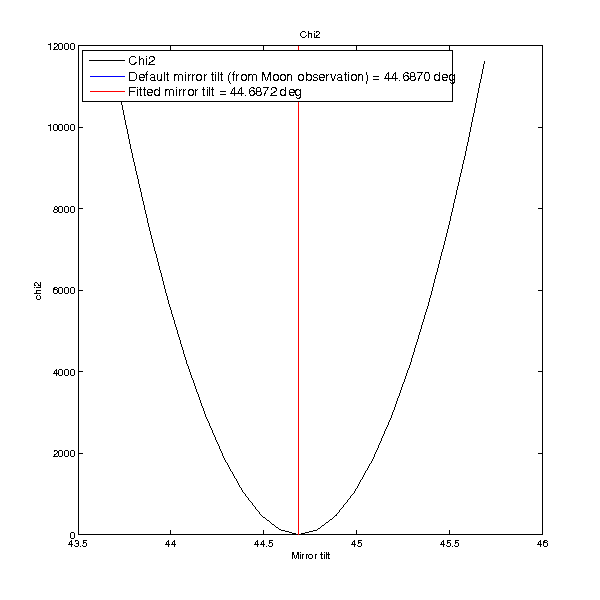 Chi2
12000
Chi2
Default mirror tilt (from Moon observation) = 44.6870 deg
Fitted mirror tilt = 44.6872 deg
10000
8000
6000
chi2
4000
2000
0
43.5 44 44.5 45 45.5 46
Mirror tilt